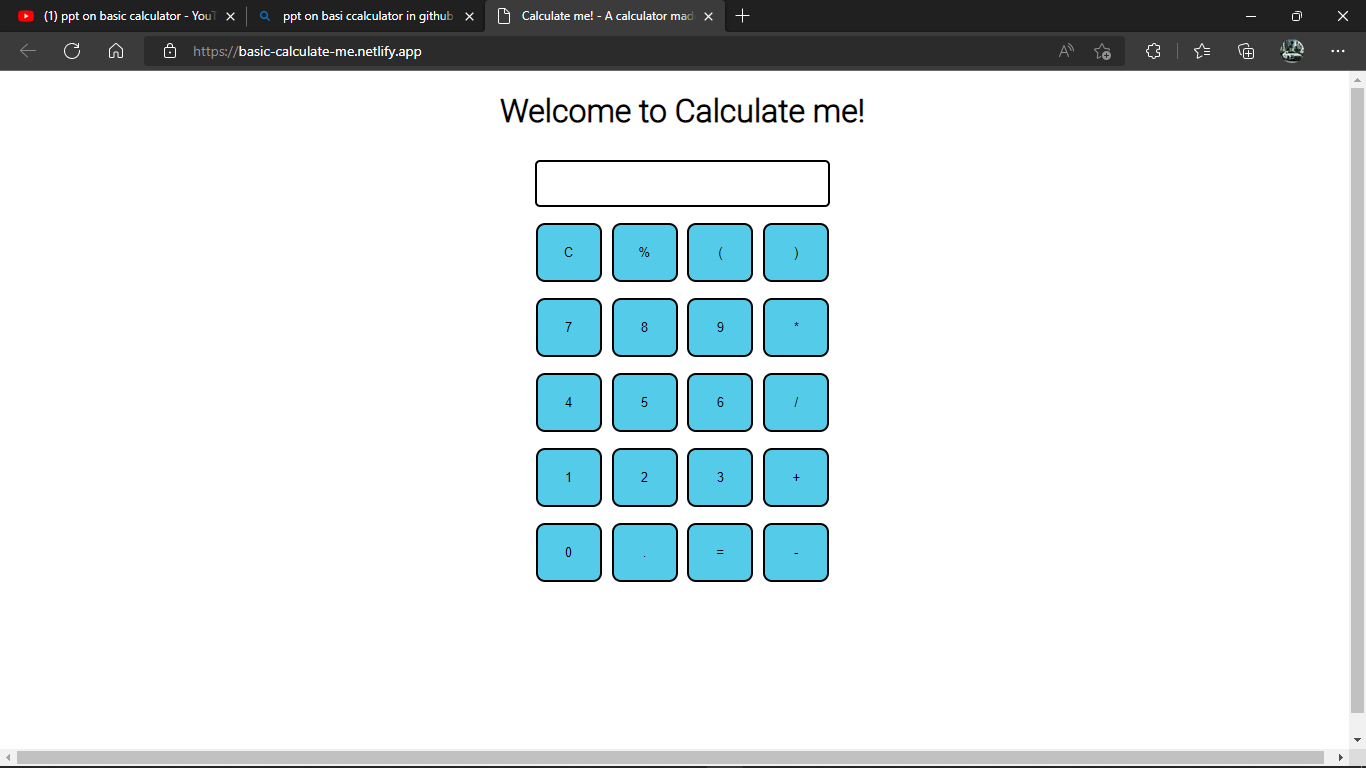 (1) ppt on basic calculator - YouT
ppt on basi ccalculator in github
Calculate me! - A calculator mad
https://basic-calculate-me.netlify.app
Welcome to Calculate me!
C % ( )
7 8 9 *
4 5 6 /
1 2 3 +
0 . = -